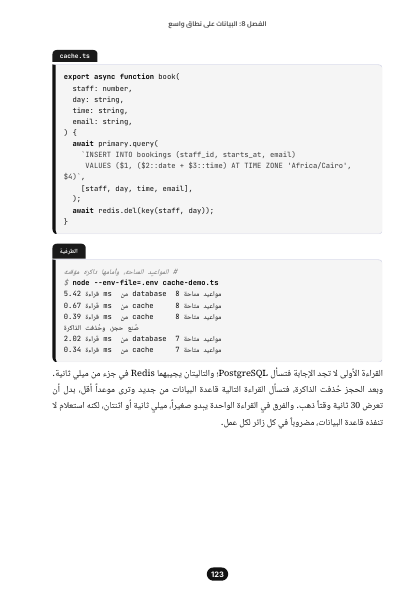 الفصل 8: البيانات على نطاق واسع
cache.ts
export async function book(
staff: number,
day: string,
time: string,
email: string,
) {
await primary.query(
`INSERT INTO bookings (staff_id, starts_at, email)
VALUES ($1, ($2::date + $3::time) AT TIME ZONE 'Africa/Cairo',
$4)`,
[staff, day, time, email],
);
await redis.del(key(staff, day));
}
الطرفية
# المواعيد المتاحة، وأمامها ذاكرة مؤقتة
$ node --env-file=.env cache-demo.ts
5.42 ms قراءة من database 8 مواعيد متاحة
0.67 ms قراءة من cache 8 مواعيد متاحة
0.39 ms قراءة من cache 8 مواعيد متاحة
صُنع حجز، وحُذفت الذاكرة
2.02 ms قراءة من database 7 مواعيد متاحة
0.34 ms قراءة من cache 7 مواعيد متاحة
القراءة الأولى لا تجد الإجابة فتسأل PostgreSQL؛ والتاليتان يجيبهما Redis في جزء من ميلي ثانية.
وبعد الحجز حُذفت الذاكرة، فتسأل القراءة التالية قاعدة البيانات من جديد وترى موعداً أقل، بدل أن
تعرض 30 ثانية وقتاً ذهب. والفرق في القراءة الواحدة يبدو صغيراً، ميلي ثانية أو اثنتان، لكنه استعلام لا
تنفذه قاعدة البيانات، مضروباً في كل زائر لكل عمل.
123